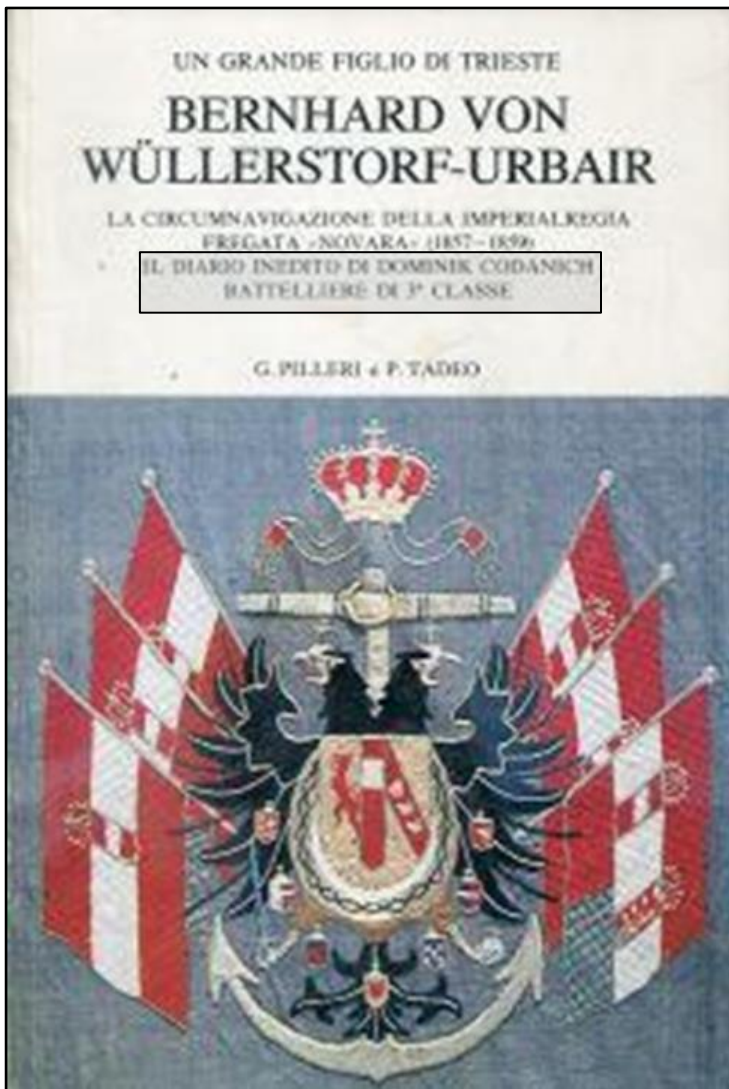 UN GRANDE FIGLIO DI TRIESTE
BERNHARD VON
WÜLLERSTORF-URBAIR
LA CIRCUMNAVIGAZIONE DELLA IMPERIALREGIA
FREGATA «NOVARA» (1857–1859)
IL DIARIO INEDITO DI DOMINIK CODANICH
BATTELLIERE DI 3ª CLASSE
G. PILLERI e P. TADEO